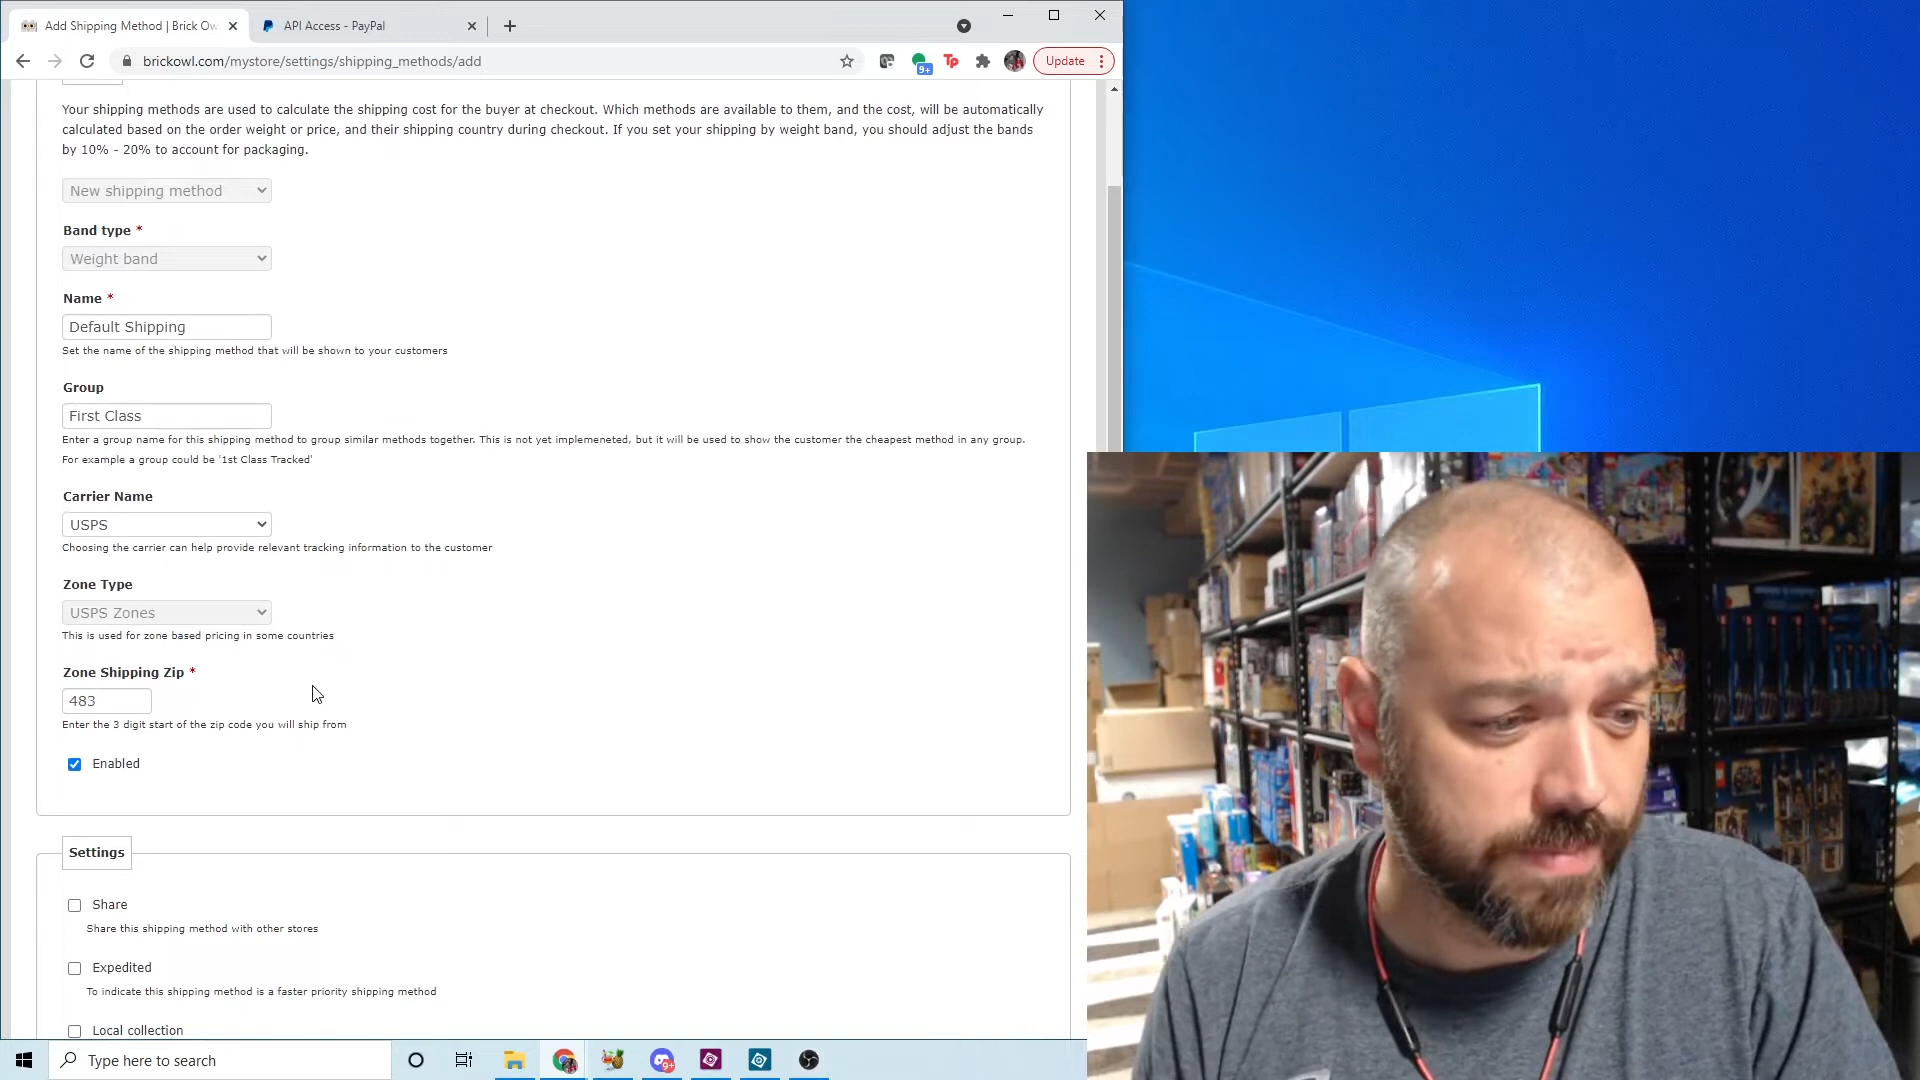 Add Shipping Method | Brick Ow
API Access - PayPal
brickowl.com/mystore/settings/shipping_methods/add
9+
Tp
Update
Your shipping methods are used to calculate the shipping cost for the buyer at checkout. Which methods are available to them, and the cost, will be automatically
calculated based on the order weight or price, and their shipping country during checkout. If you set your shipping by weight band, you should adjust the bands
by 10% - 20% to account for packaging.
New shipping method
Band type *
Weight band
Name *
Default Shipping
Set the name of the shipping method that will be shown to your customers
Group
First Class
Enter a group name for this shipping method to group similar methods together. This is not yet implemeneted, but it will be used to show the customer the cheapest method in any group.
For example a group could be '1st Class Tracked'
Carrier Name
USPS
Choosing the carrier can help provide relevant tracking information to the customer
Zone Type
USPS Zones
This is used for zone based pricing in some countries
Zone Shipping Zip *
483
Enter the 3 digit start of the zip code you will ship from
Enabled
Settings
Share
Share this shipping method with other stores
Expedited
To indicate this shipping method is a faster priority shipping method
Local collection
Type here to search
9+